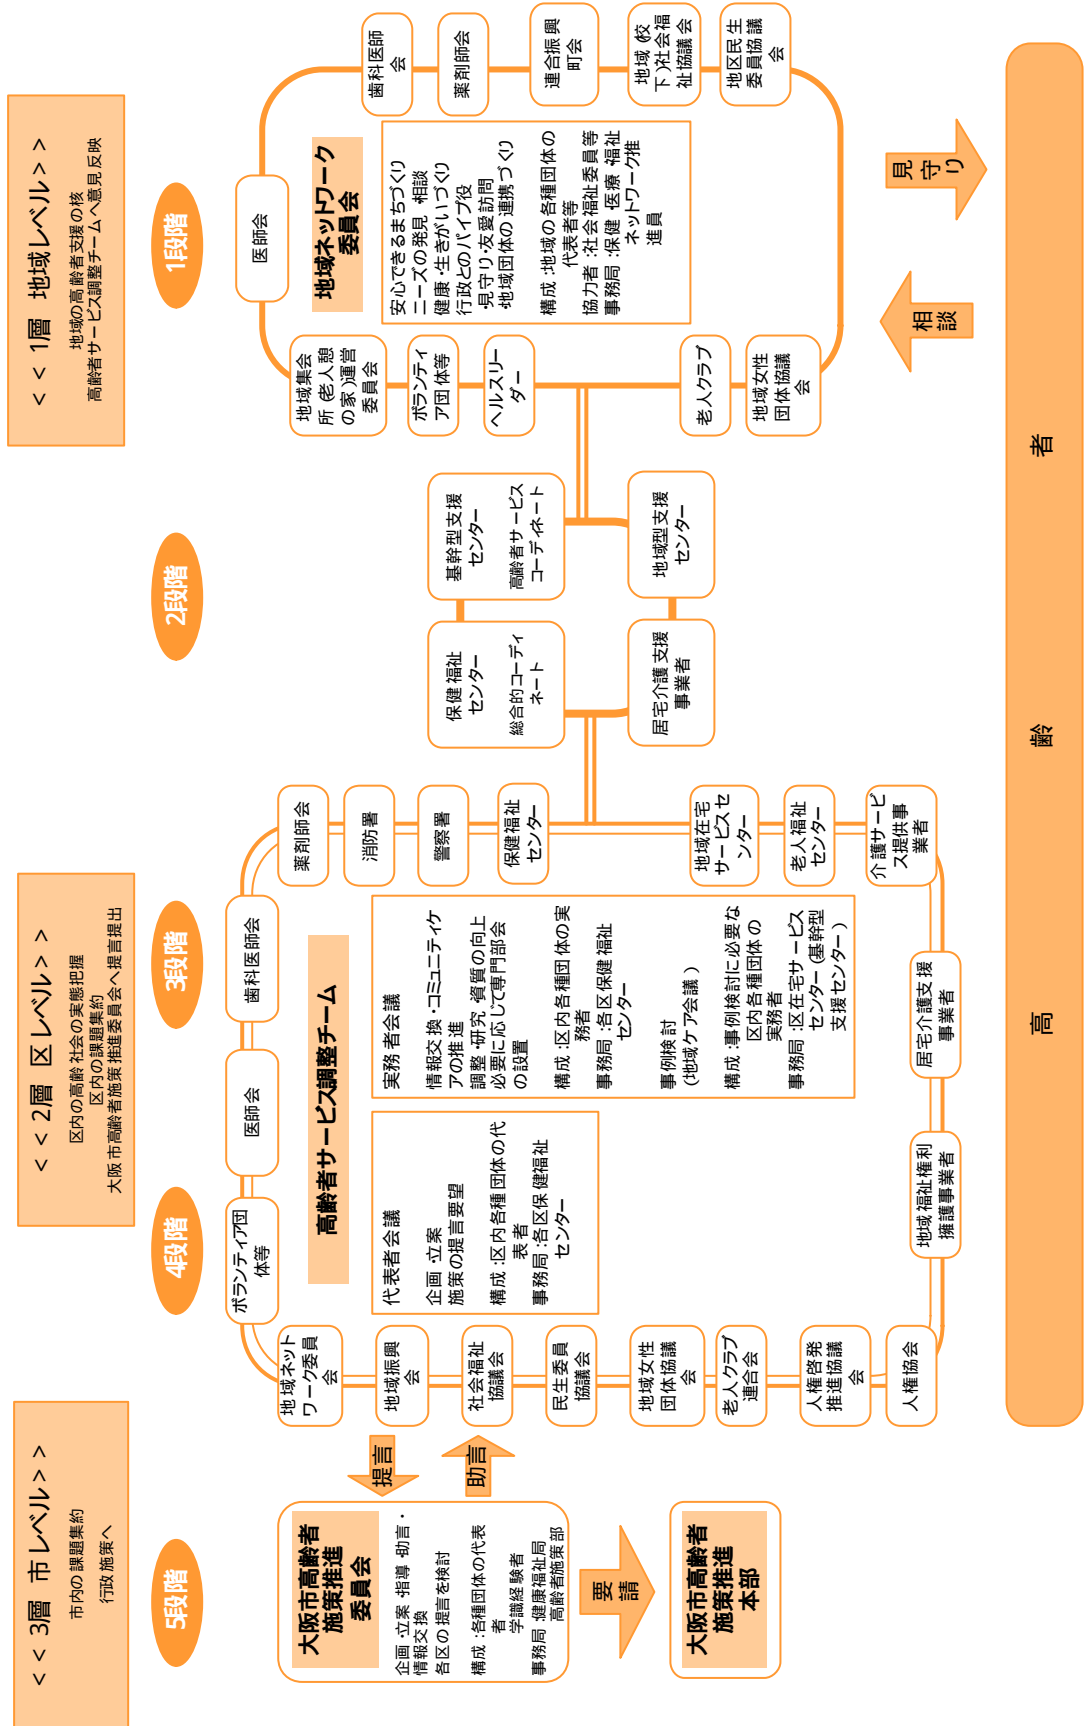 << 3層 市レベル>>
市内の課題集約
行政施策へ
<< 2層 区レベル>>
区内の高齢社会の実態把握
区内の課題集約
大阪市高齢者施策推進委員会へ提言提出
<< 1層 地域レベル>>
地域の高齢者支援の核
高齢者サービス調整チームへ意見反映
5段階
4段階
3段階
2段階
1段階
大阪市高齢者
施策推進
委員会
企画・立案・指導・助言・
情報交換
各区の提言を検討
構成:各種団体の代表
者
学識経験者
事務局:健康福祉局
高齢者施策部
要
請
大阪市高齢者
施策推進
本部
提言
助言
地域ネット
ワーク委員
会
地域振興
会
社会福祉
協議会
民生委員
協議会
地域女性
団体協議
会
老人クラブ
連合会
人権啓発
推進協議
会
人権協会
ボランティア団
体等
医師会
歯科医師会
高齢者サービス調整チーム
代表者会議
企画・立案
施策の提言要望
構成:区内各種団体の代
表者
事務局:各区保健福祉
センター
実務者会議
情報交換・コミュニティケ
アの推進
調整・研究・資質の向上
必要に応じて専門部会
の設置
構成:区内各種団体の実
務者
事務局:各区保健福祉
センター
事例検討
(地域ケア会議)
構成:事例検討に必要な
区内各種団体の
実務者
事務局:区在宅サービス
センター(基幹型
支援センター)
地域福祉権利
擁護事業者
居宅介護支援
事業者
薬剤師会
消防署
警察署
保健福祉
センター
地域在宅
サービスセ
ンター
老人福祉
センター
介護サービ
ス提供事
業者
保健福祉
センター
総合的コーディ
ネート
居宅介護支援
事業者
基幹型支援
センター
高齢者サービス
コーディネート
地域型支援
センター
地域集会
所(老人憩
の家)運営
委員会
ボランティ
ア団体等
ヘルスリー
ダー
老人クラブ
地域女性
団体協議
会
医師会
地域ネットワーク
委員会
安心できるまちづくり
ニーズの発見・相談
健康・生きがいづくり
行政とのパイプ役
・見守り・友愛訪問
・地域団体の連携づくり
構成:地域の各種団体の
代表者等
協力者:社会福祉委員等
事務局:保健・医療・福祉
ネットワーク推
進員
歯科医師
会
薬剤師会
連合振興
町会
地域(校
下)社会福
祉協議会
地区民生
委員協議
会
相
談
見
守り
高 齢 者